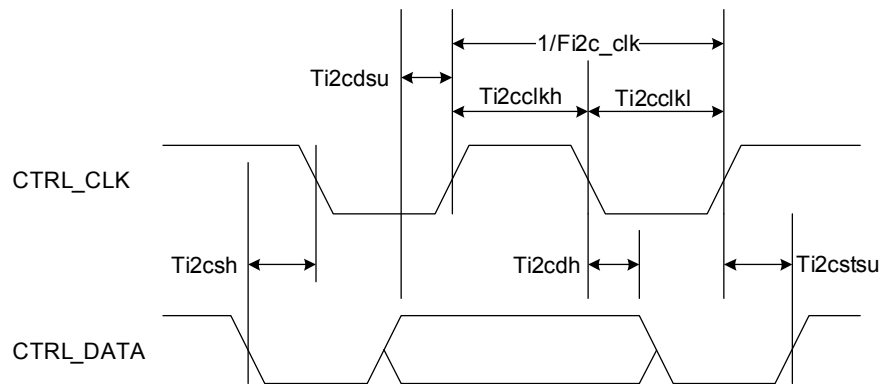 1/Fi2c_clk
Ti2cdsu
Ti2cclkh
Ti2cclkl
CTRL_CLK
Ti2csh
Ti2cdh
Ti2cstsu
CTRL_DATA